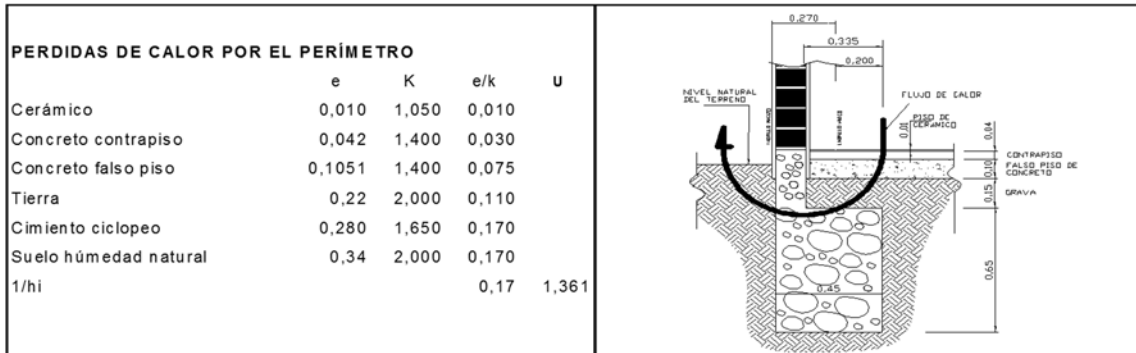 PERDIDAS DE CALOR POR EL PERÍMETRO
e K e/k U
Cerámico 0,010 1,050 0,010
Concreto contrapiso 0,042 1,400 0,030
Concreto falso piso 0,1051 1,400 0,075
Tierra 0,22 2,000 0,110
Cimiento ciclopeo 0,280 1,650 0,170
Suelo húmedad natural 0,34 2,000 0,170
1/hi 0,17 1,361
0,270
0,335
0,200
NIVEL NATURAL
DEL TERRENO
FLUJO DE CALOR
PISO DE
CERAMICO
0,01
0,04
CONTRAPISO
FALSO PISO DE
CONCRETO
0,10
GRAVA
0,15
0,65
0,45